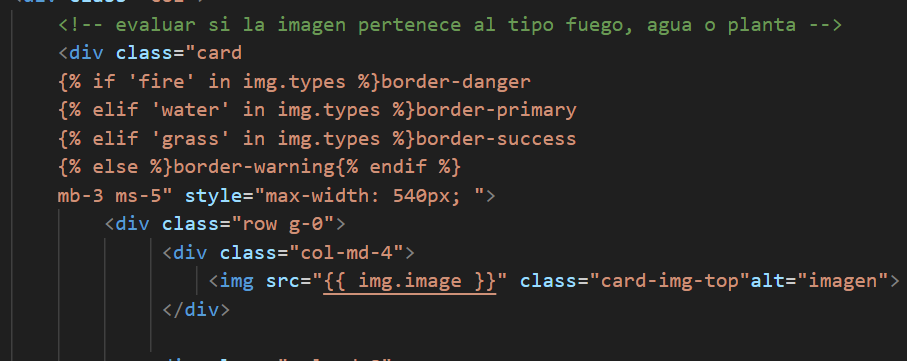 <!-- evaluar si la imagen pertenece al tipo fuego, agua o planta -->
<div class="card
{% if 'fire' in img.types %}border-danger
{% elif 'water' in img.types %}border-primary
{% elif 'grass' in img.types %}border-success
{% else %}border-warning{% endif %}
mb-3 ms-5" style="max-width: 540px; ">
<div class="row g-0">
<div class="col-md-4">
<img src="{{ img.image }}" class="card-img-top"alt="imagen">
</div>